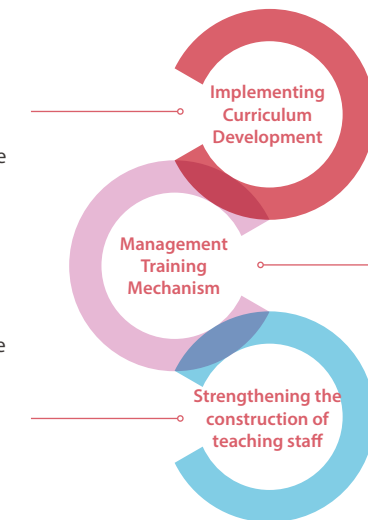 Implementing
Curriculum
Development
e
Management
Training
Mechanism
e
Strengthening the
construction of
teaching staff